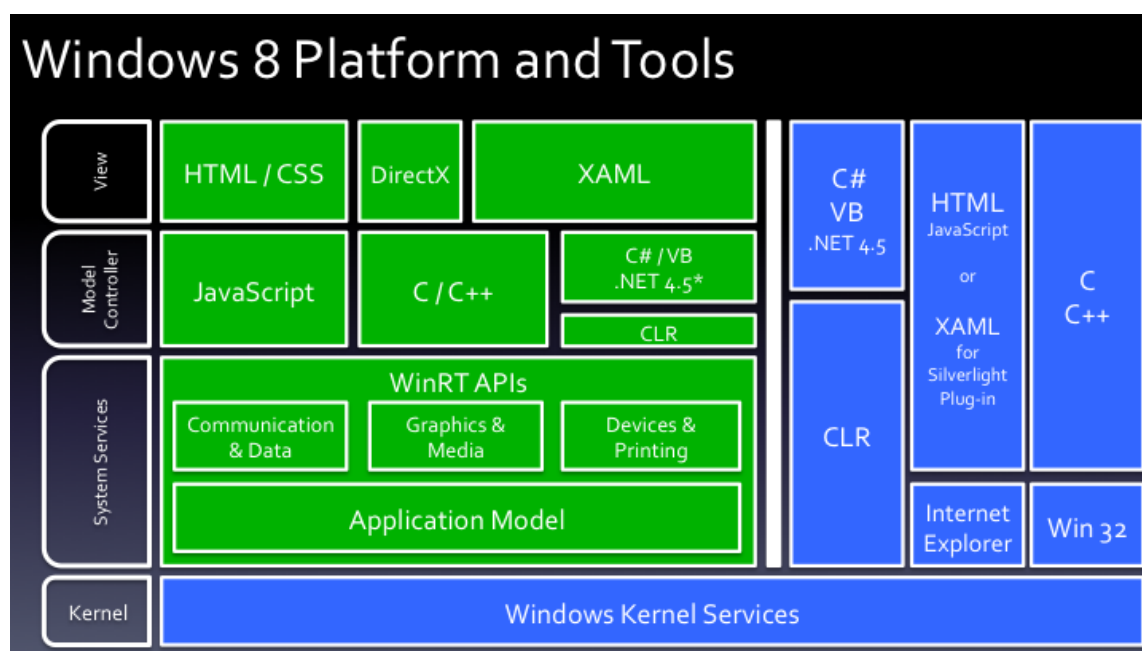 Windows 8 Platform and Tools
View
HTML / CSS
DirectX
XAML
Model
Controller
JavaScript
C / C++
C# / VB
.NET 4.5*
CLR
System Services
WinRT APIs
Communication
& Data
Graphics &
Media
Devices &
Printing
Application Model
C#
VB
.NET 4.5
CLR
HTML
JavaScript
or
XAML
for
Silverlight
Plug-in
Internet
Explorer
C
C++
Win 32
Kernel
Windows Kernel Services